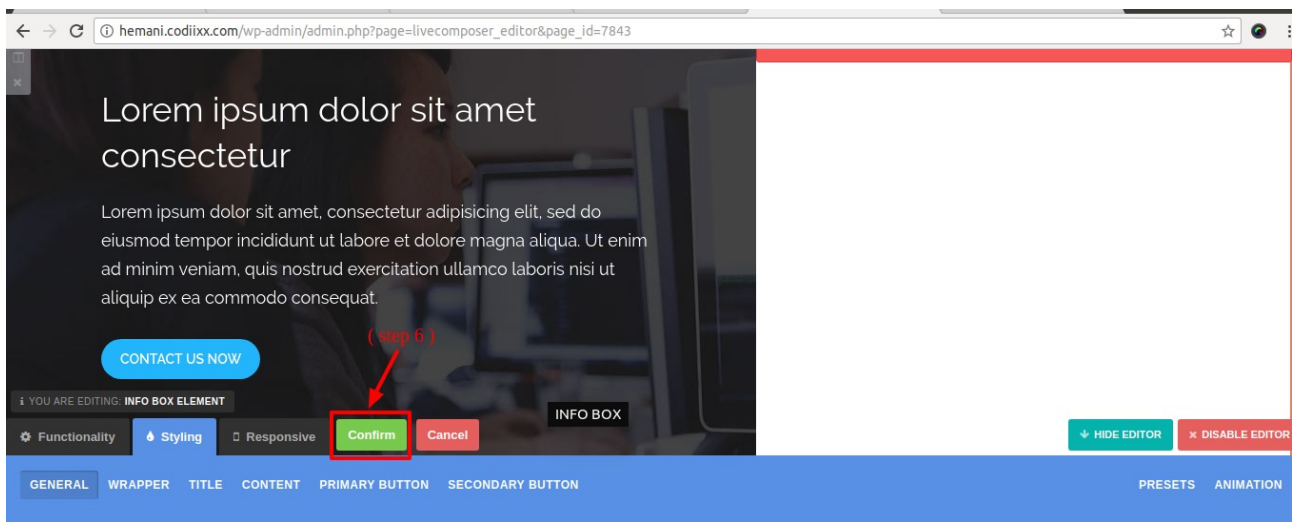 hemani.codiixx.com/wp-admin/admin.php?page=livecomposer_editor&page_id=7843
Lorem ipsum dolor sit amet
consectetur
Lorem ipsum dolor sit amet, consectetur adipisicing elit, sed do
eiusmod tempor incididunt ut labore et dolore magna aliqua. Ut enim
ad minim veniam, quis nostrud exercitation ullamco laboris nisi ut
aliquip ex ea commodo consequat.
( step 6 )
CONTACT US NOW
i YOU ARE EDITING: INFO BOX ELEMENT
INFO BOX
Functionality Styling Responsive Confirm Cancel HIDE EDITOR DISABLE EDITOR
GENERAL WRAPPER TITLE CONTENT PRIMARY BUTTON SECONDARY BUTTON PRESETS ANIMATION